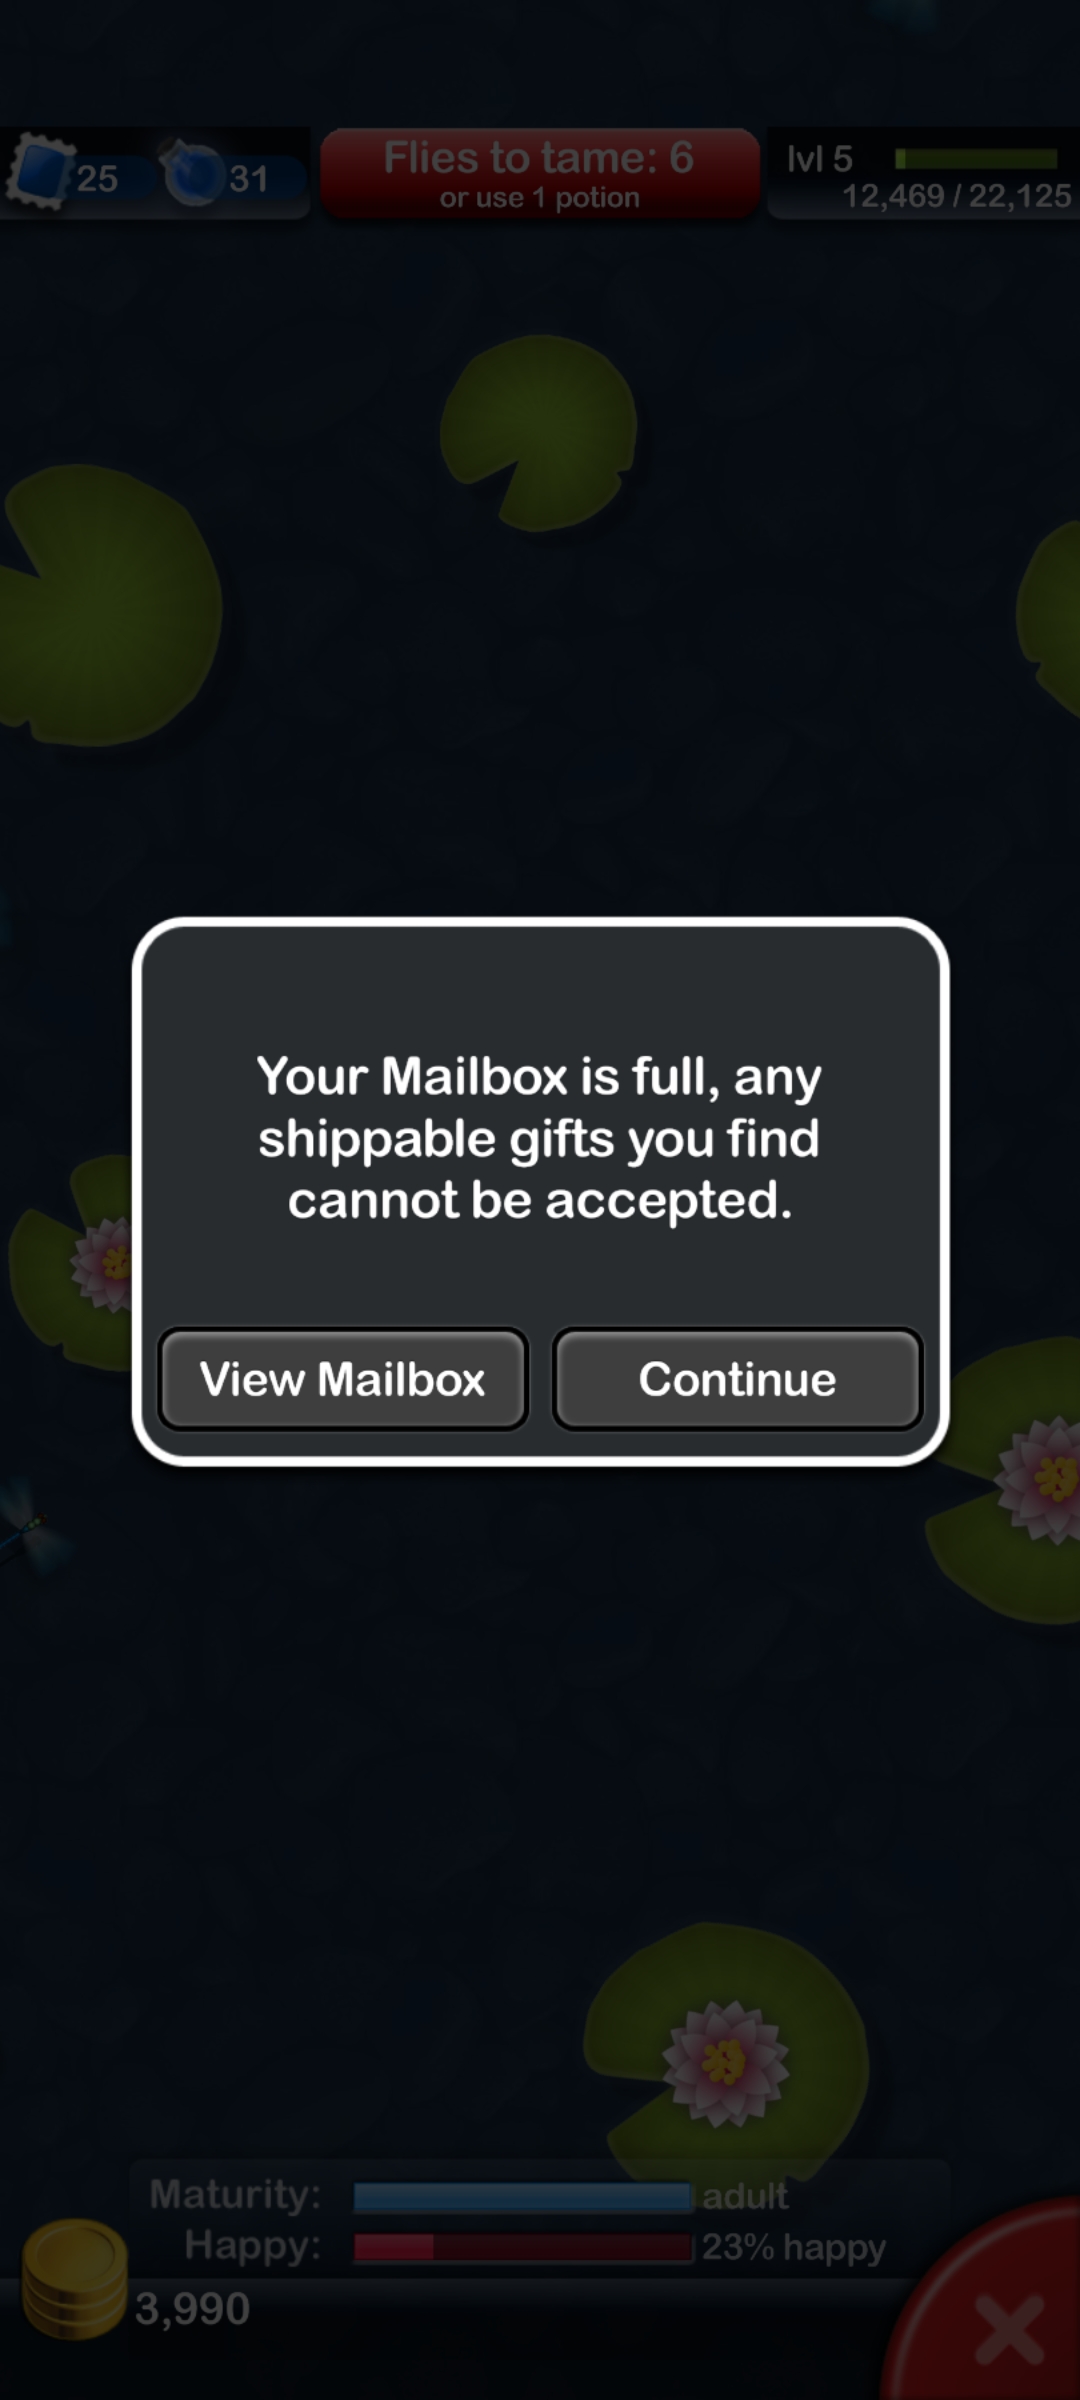 25
31
Flies to tame: 6
or use 1 potion
lvl 5
12,469 / 22,125
Your Mailbox is full, any
shippable gifts you find
cannot be accepted.
View Mailbox
Continue
Maturity:
adult
Happy:
23% happy
3,990